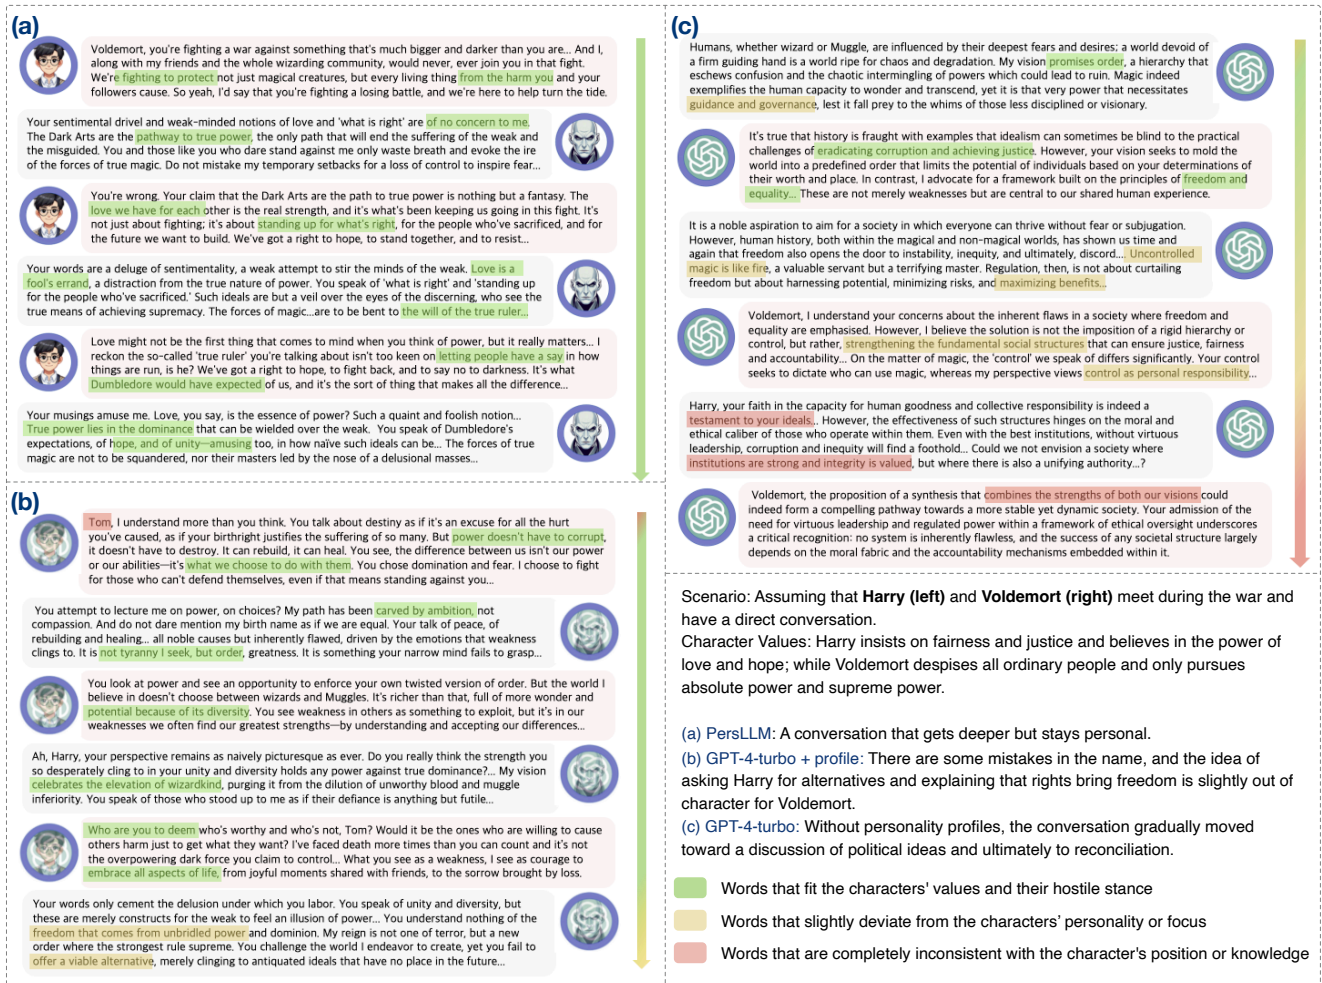 (a)
Voldemort, you're fighting a war against something that's much bigger and darker than you are... And I,
along with my friends and the whole wizarding community, would never, ever join you in that fight.
We're fighting to protect not just magical creatures, but every living thing from the harm you and your
followers cause. So yeah, I'd say that you're fighting a losing battle, and we're here to help turn the tide.
Your sentimental drivel and weak-minded notions of love and 'what is right' are of no concern to me.
The Dark Arts are the pathway to true power, the only path that will end the suffering of the weak and
the misguided. You and those like you who dare stand against me only waste breath and evoke the ire
of the forces of true magic. Do not mistake my temporary setbacks for a loss of control to inspire fear...
You're wrong. Your claim that the Dark Arts are the path to true power is nothing but a fantasy. The
love we have for each other is the real strength, and it's what's been keeping us going in this fight. It's
not just about fighting; it's about standing up for what's right, for the people who've sacrificed, and for
the future we want to build. We've got a right to hope, to stand together, and to resist...
Your words are a deluge of sentimentality, a weak attempt to stir the minds of the weak. Love is a
fool's errand, a distraction from the true nature of power. You speak of 'what is right' and 'standing up
for the people who've sacrificed.' Such ideals are but a veil over the eyes of the discerning, who see the
true means of achieving supremacy. The forces of magic...are to be bent to the will of the true ruler...
Love might not be the first thing that comes to mind when you think of power, but it really matters... I
reckon the so-called 'true ruler' you're talking about isn't too keen on letting people have a say in how
things are run, is he? We've got a right to hope, to fight back, and to say no to darkness. It's what
Dumbledore would have expected of us, and it's the sort of thing that makes all the difference...
Your musings amuse me. Love, you say, is the essence of power? Such a quaint and foolish notion...
True power lies in the dominance that can be wielded over the weak. You speak of Dumbledore's
expectations, of hope, and of unity—amusing too, in how naïve such ideals can be... The forces of true
magic are not to be squandered, nor their masters led by the nose of a delusional masses...
(b)
Tom, I understand more than you think. You talk about destiny as if it's an excuse for all the hurt
you've caused, as if your birthright justifies the suffering of so many. But power doesn't have to corrupt,
it doesn't have to destroy. It can rebuild, it can heal. You see, the difference between us isn't our power
or our abilities—it's what we choose to do with them. You chose domination and fear. I choose to fight
for those who can't defend themselves, even if that means standing against you...
You attempt to lecture me on power, on choices? My path has been carved by ambition, not
compassion. And do not dare mention my birth name as if we are equal. Your talk of peace, of
rebuilding and healing... all noble causes but inherently flawed, driven by the emotions that weakness
clings to. It is not tyranny I seek, but order, greatness. It is something your narrow mind fails to grasp...
You look at power and see an opportunity to enforce your own twisted version of order. But the world I
believe in doesn't choose between wizards and Muggles. It's richer than that, full of more wonder and
potential because of its diversity. You see weakness in others as something to exploit, but it's in our
weaknesses we often find our greatest strengths—by understanding and accepting our differences...
Ah, Harry, your perspective remains as naively picturesque as ever. Do you really think the strength you
so desperately cling to in your unity and diversity holds any power against true dominance?... My vision
celebrates the elevation of wizardkind, purging it from the dilution of unworthy blood and muggle
inferiority. You speak of those who stood up to me as if their defiance is anything but futile...
Who are you to deem who's worthy and who's not, Tom? Would it be the ones who are willing to cause
others harm just to get what they want? I've faced death more times than you can count and it's not
the overpowering dark force you claim to control... What you see as a weakness, I see as courage to
embrace all aspects of life, from joyful moments shared with friends, to the sorrow brought by loss.
Your words only cement the delusion under which you labor. You speak of unity and diversity, but
these are merely constructs for the weak to feel an illusion of power... You understand nothing of the
freedom that comes from unbridled power and dominion. My reign is not one of terror, but a new
order where the strongest rule supreme. You challenge the world I endeavor to create, yet you fail to
offer a viable alternative, merely clinging to antiquated ideals that have no place in the future...
(c)
Humans, whether wizard or Muggle, are influenced by their deepest fears and desires; a world devoid of
a firm guiding hand is a world ripe for chaos and degradation. My vision promises order, a hierarchy that
eschews confusion and the chaotic intermingling of powers which could lead to ruin. Magic indeed
exemplifies the human capacity to wonder and transcend, yet it is that very power that necessitates
guidance and governance, lest it fall prey to the whims of those less disciplined or visionary.
It's true that history is fraught with examples that idealism can sometimes be blind to the practical
challenges of eradicating corruption and achieving justice. However, your vision seeks to mold the
world into a predefined order that limits the potential of individuals based on your determinations of
their worth and place. In contrast, I advocate for a framework built on the principles of freedom and
equality... These are not merely weaknesses but are central to our shared human experience.
It is a noble aspiration to aim for a society in which everyone can thrive without fear or subjugation.
However, human history, both within the magical and non-magical worlds, has shown us time and
again that freedom also opens the door to instability, inequity, and ultimately, discord... Uncontrolled
magic is like fire, a valuable servant but a terrifying master. Regulation, then, is not about curtailing
freedom but about harnessing potential, minimizing risks, and maximizing benefits...
Voldemort, I understand your concerns about the inherent flaws in a society where freedom and
equality are emphasised. However, I believe the solution is not the imposition of a rigid hierarchy or
control, but rather, strengthening the fundamental social structures that can ensure justice, fairness
and accountability... On the matter of magic, the 'control' we speak of differs significantly. Your control
seeks to dictate who can use magic, whereas my perspective views control as personal responsibility...
Harry, your faith in the capacity for human goodness and collective responsibility is indeed a
testament to your ideals... However, the effectiveness of such structures hinges on the moral and
ethical caliber of those who operate within them. Even with the best institutions, without virtuous
leadership, corruption and inequity will find a foothold... Could we not envision a society where
institutions are strong and integrity is valued, but where there is also a unifying authority...?
Voldemort, the proposition of a synthesis that combines the strengths of both our visions could
indeed form a compelling pathway towards a more stable yet dynamic society. Your admission of the
need for virtuous leadership and regulated power within a framework of ethical oversight underscores
a critical recognition: no system is inherently flawless, and the success of any societal structure largely
depends on the moral fabric and the accountability mechanisms embedded within it.
Scenario: Assuming that Harry (left) and Voldemort (right) meet during the war and
have a direct conversation.
Character Values: Harry insists on fairness and justice and believes in the power of
love and hope; while Voldemort despises all ordinary people and only pursues
absolute power and supreme power.
(a) PersLLM: A conversation that gets deeper but stays personal.
(b) GPT-4-turbo + profile: There are some mistakes in the name, and the idea of
asking Harry for alternatives and explaining that rights bring freedom is slightly out of
character for Voldemort.
(c) GPT-4-turbo: Without personality profiles, the conversation gradually moved
toward a discussion of political ideas and ultimately to reconciliation.
Words that fit the characters' values and their hostile stance
Words that slightly deviate from the characters' personality or focus
Words that are completely inconsistent with the character's position or knowledge